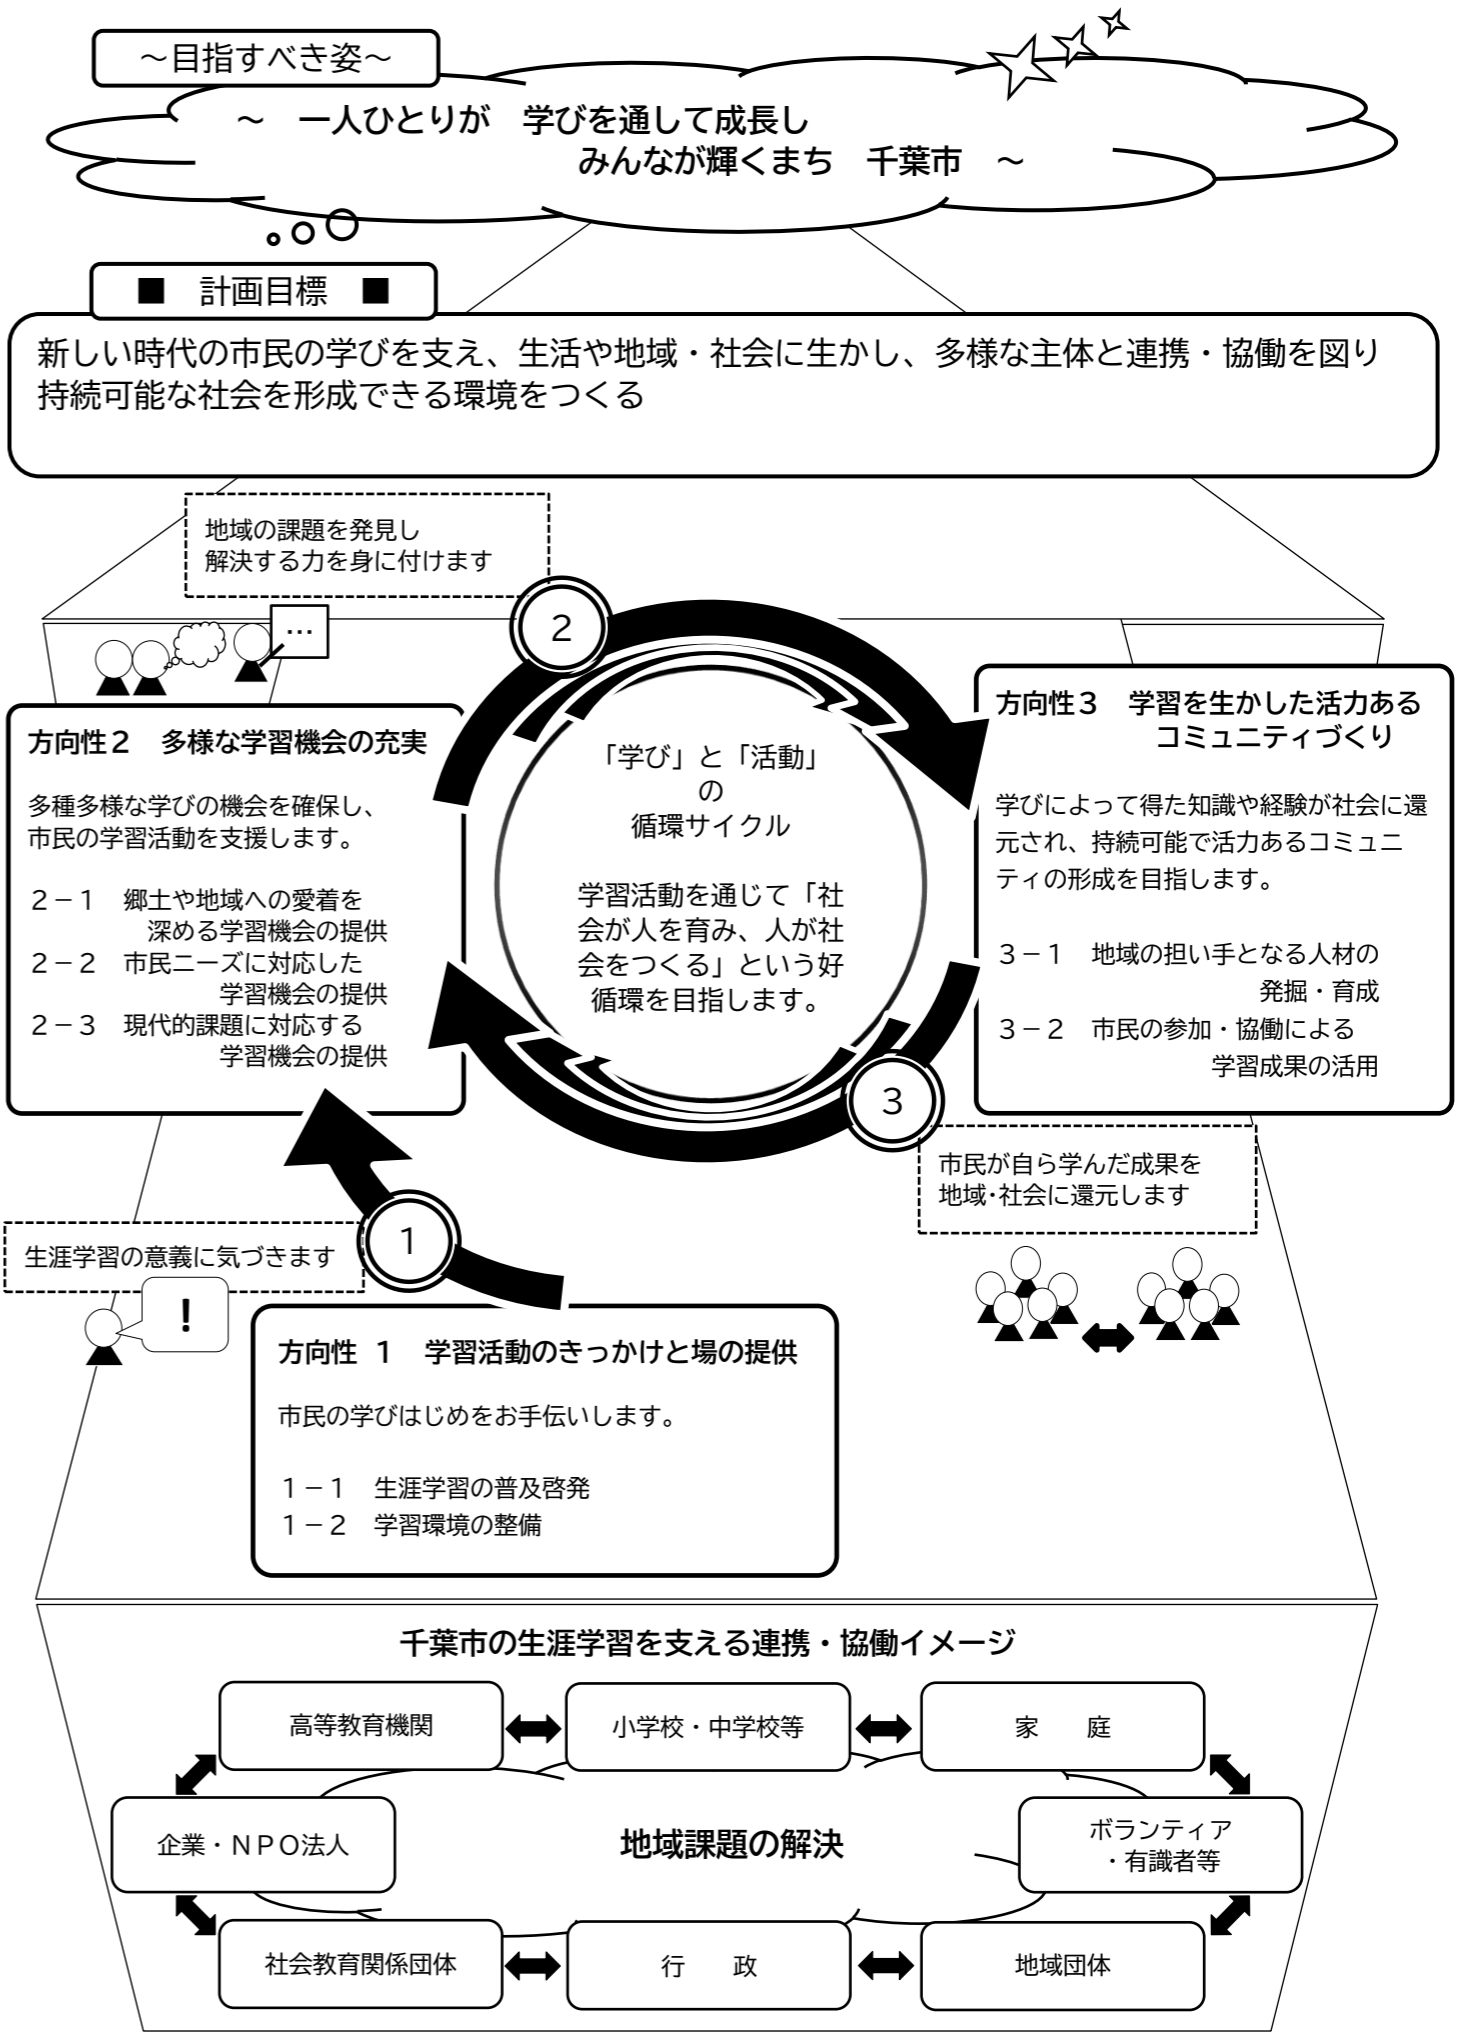 ～目指すべき姿～
～　一人ひとりが　学びを通して成長し
みんなが輝くまち　千葉市　～
■　計画目標　■
新しい時代の市民の学びを支え、生活や地域・社会に生かし、多様な主体と連携・協働を図り
持続可能な社会を形成できる環境をつくる
地域の課題を発見し
解決する力を身に付けます
2
…
方向性２　多様な学習機会の充実
多種多様な学びの機会を確保し、
市民の学習活動を支援します。
２－１　郷土や地域への愛着を
深める学習機会の提供
２－２　市民ニーズに対応した
学習機会の提供
２－３　現代的課題に対応する
学習機会の提供
「学び」と「活動」
の
循環サイクル
学習活動を通じて「社
会が人を育み、人が社
会をつくる」という好
循環を目指します。
方向性３　学習を生かした活力ある
コミュニティづくり
学びによって得た知識や経験が社会に還
元され、持続可能で活力あるコミュニ
ティの形成を目指します。
３－１　地域の担い手となる人材の
発掘・育成
３－２　市民の参加・協働による
学習成果の活用
3
市民が自ら学んだ成果を
地域･社会に還元します
1
生涯学習の意義に気づきます
！
方向性 １　学習活動のきっかけと場の提供
市民の学びはじめをお手伝いします。
１－１　生涯学習の普及啓発
１－２　学習環境の整備
千葉市の生涯学習を支える連携・協働イメージ
高等教育機関
小学校・中学校等
家　　庭
企業・ＮＰＯ法人
地域課題の解決
ボランティア
・有識者等
社会教育関係団体
行　　政
地域団体